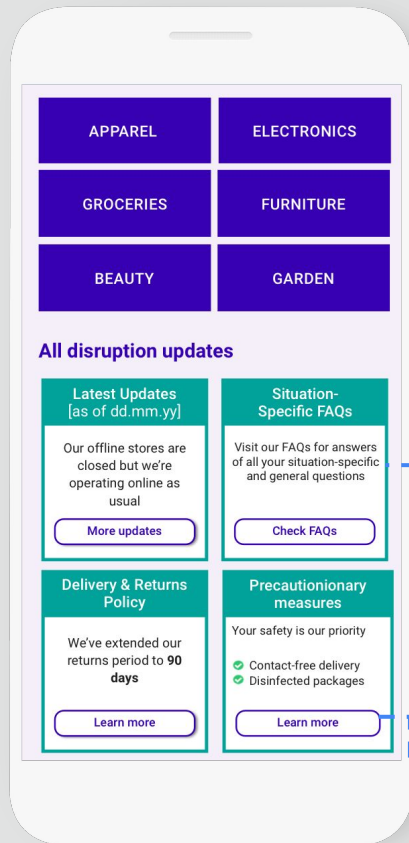 APPAREL
ELECTRONICS
GROCERIES
FURNITURE
BEAUTY
GARDEN
All disruption updates
Latest Updates
[as of dd.mm.yy]
Our offline stores are
closed but we're
operating online as
usual
More updates
Situation-
Specific FAQs
Visit our FAQs for answers
of all your situation-specific
and general questions
Check FAQs
Delivery & Returns
Policy
We've extended our
returns period to 90
days
Learn more
Precautionionary
measures
Your safety is our priority
Contact-free delivery
Disinfected packages
Learn more